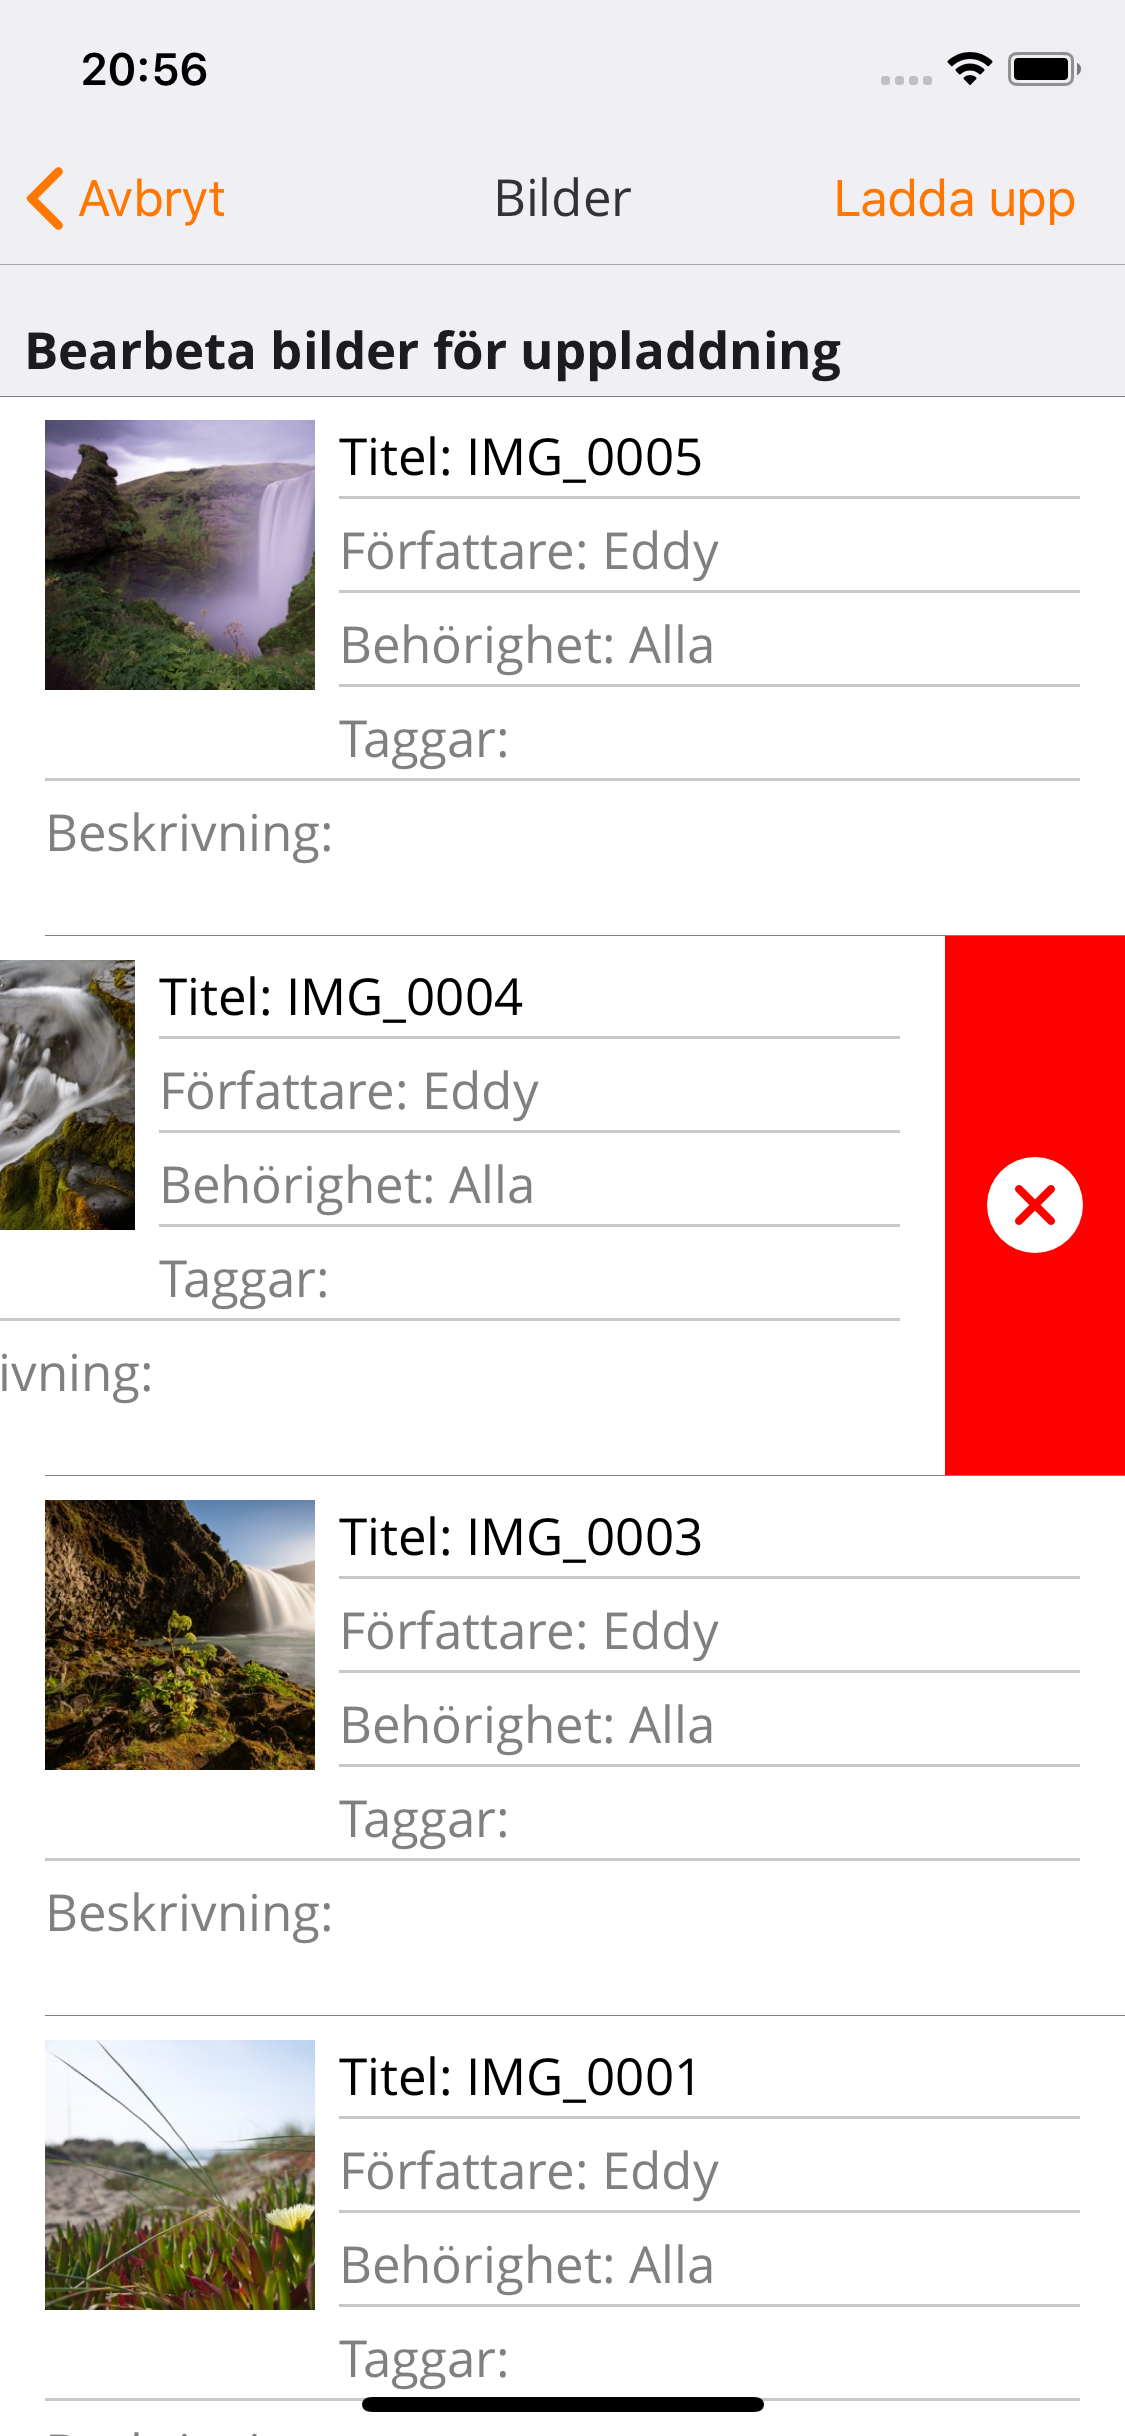 20:56
Avbryt
Bilder
Ladda upp
Bearbeta bilder för uppladdning
Titel: IMG_0005
Författare: Eddy
Behörighet: Alla
Taggar:
Beskrivning:
Titel: IMG_0004
Författare: Eddy
Behörighet: Alla
Taggar:
ivning:
Titel: IMG_0003
Författare: Eddy
Behörighet: Alla
Taggar:
Beskrivning:
Titel: IMG_0001
Författare: Eddy
Behörighet: Alla
Taggar: